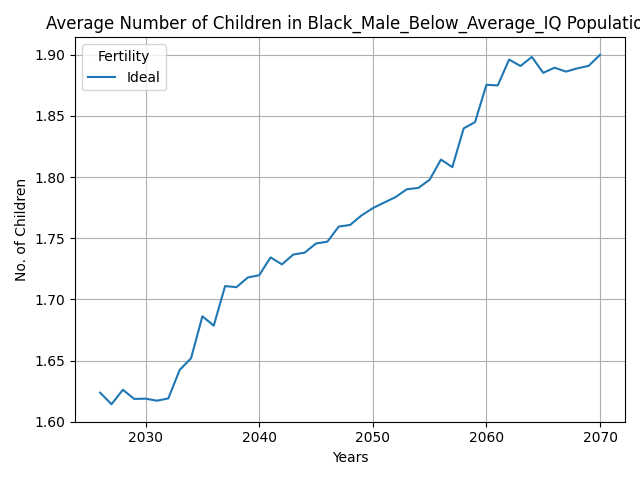 Average Number of Children in Black_Male_Below_Average_IQ Populatio
Fertility
Ideal
1.90
1.85
1.80
1.75
1.70
1.65
1.60
No. of Children
2030 2040 2050 2060 2070
Years